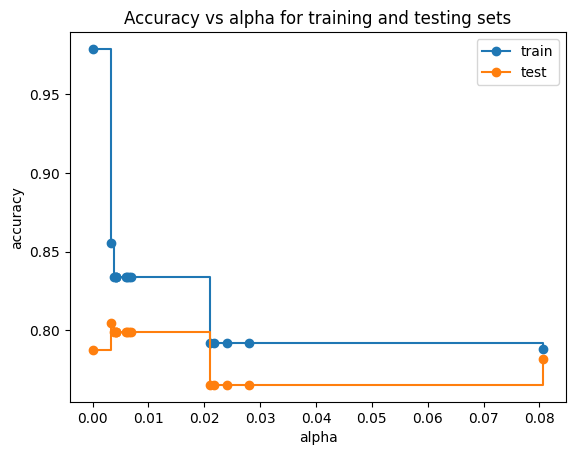 Accuracy vs alpha for training and testing sets
train
test
0.95
0.90
0.85
0.80
accuracy
0.00 0.01 0.02 0.03 0.04 0.05 0.06 0.07 0.08
alpha